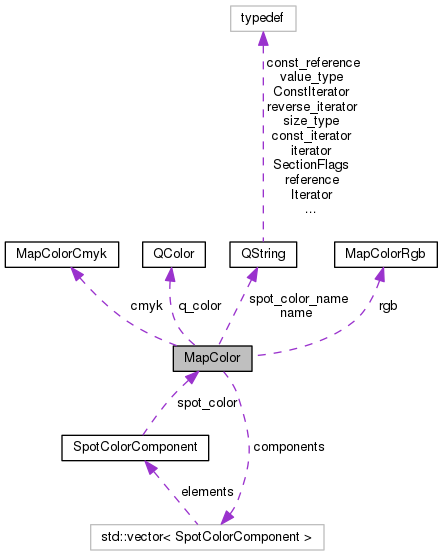 typedef
const_reference
value_type
ConstIterator
reverse_iterator
size_type
const_iterator
iterator
SectionFlags
reference
Iterator
...
MapColorCmyk
QColor
QString
MapColorRgb
cmyk
q_color
spot_color_name
name
rgb
MapColor
spot_color
SpotColorComponent
components
elements
std::vector< SpotColorComponent >